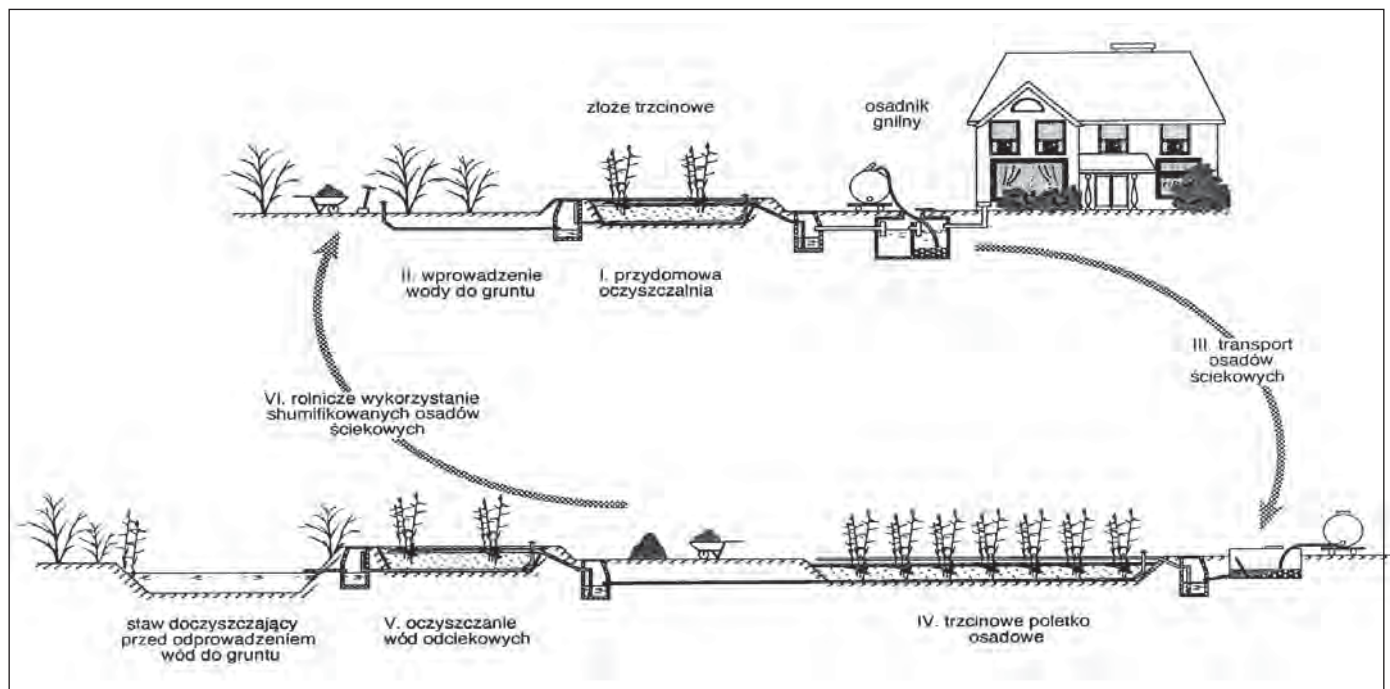 złoże trzcinowe
osadnik
gnilny
II. wprowadzenie
wody do gruntu
I. przydomowa
oczyszczalnia
III. transport
osadów
ściekowych
VI. rolnicze wykorzystanie
shumifikowanych osadów
ściekowych
staw doczyszczający
przed odprowadzeniem
wód do gruntu
V. oczyszczanie
wód odciekowych
IV. trzcinowe poletko
osadowe